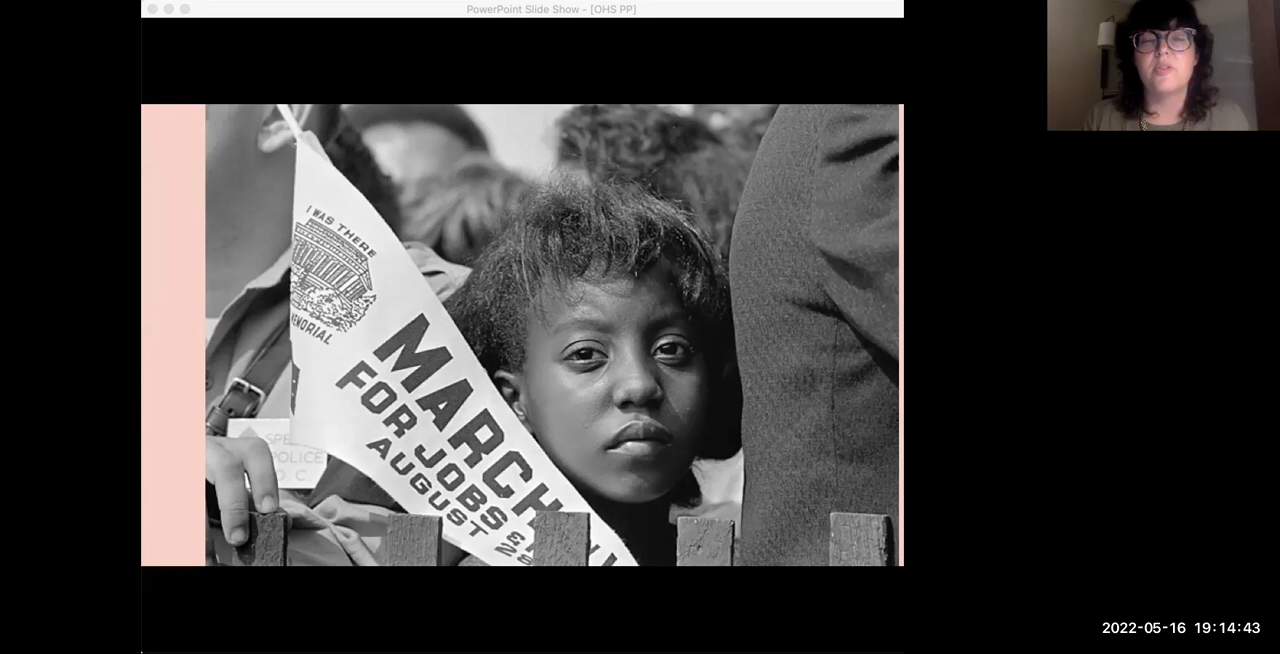 PowerPoint Slide Show - [OHS PP]
I WAS THERE
MEMORIAL
MARCH
FOR JOBS &
AUGUST 28
POLICE
D. C.
2022-05-16 19:14:43